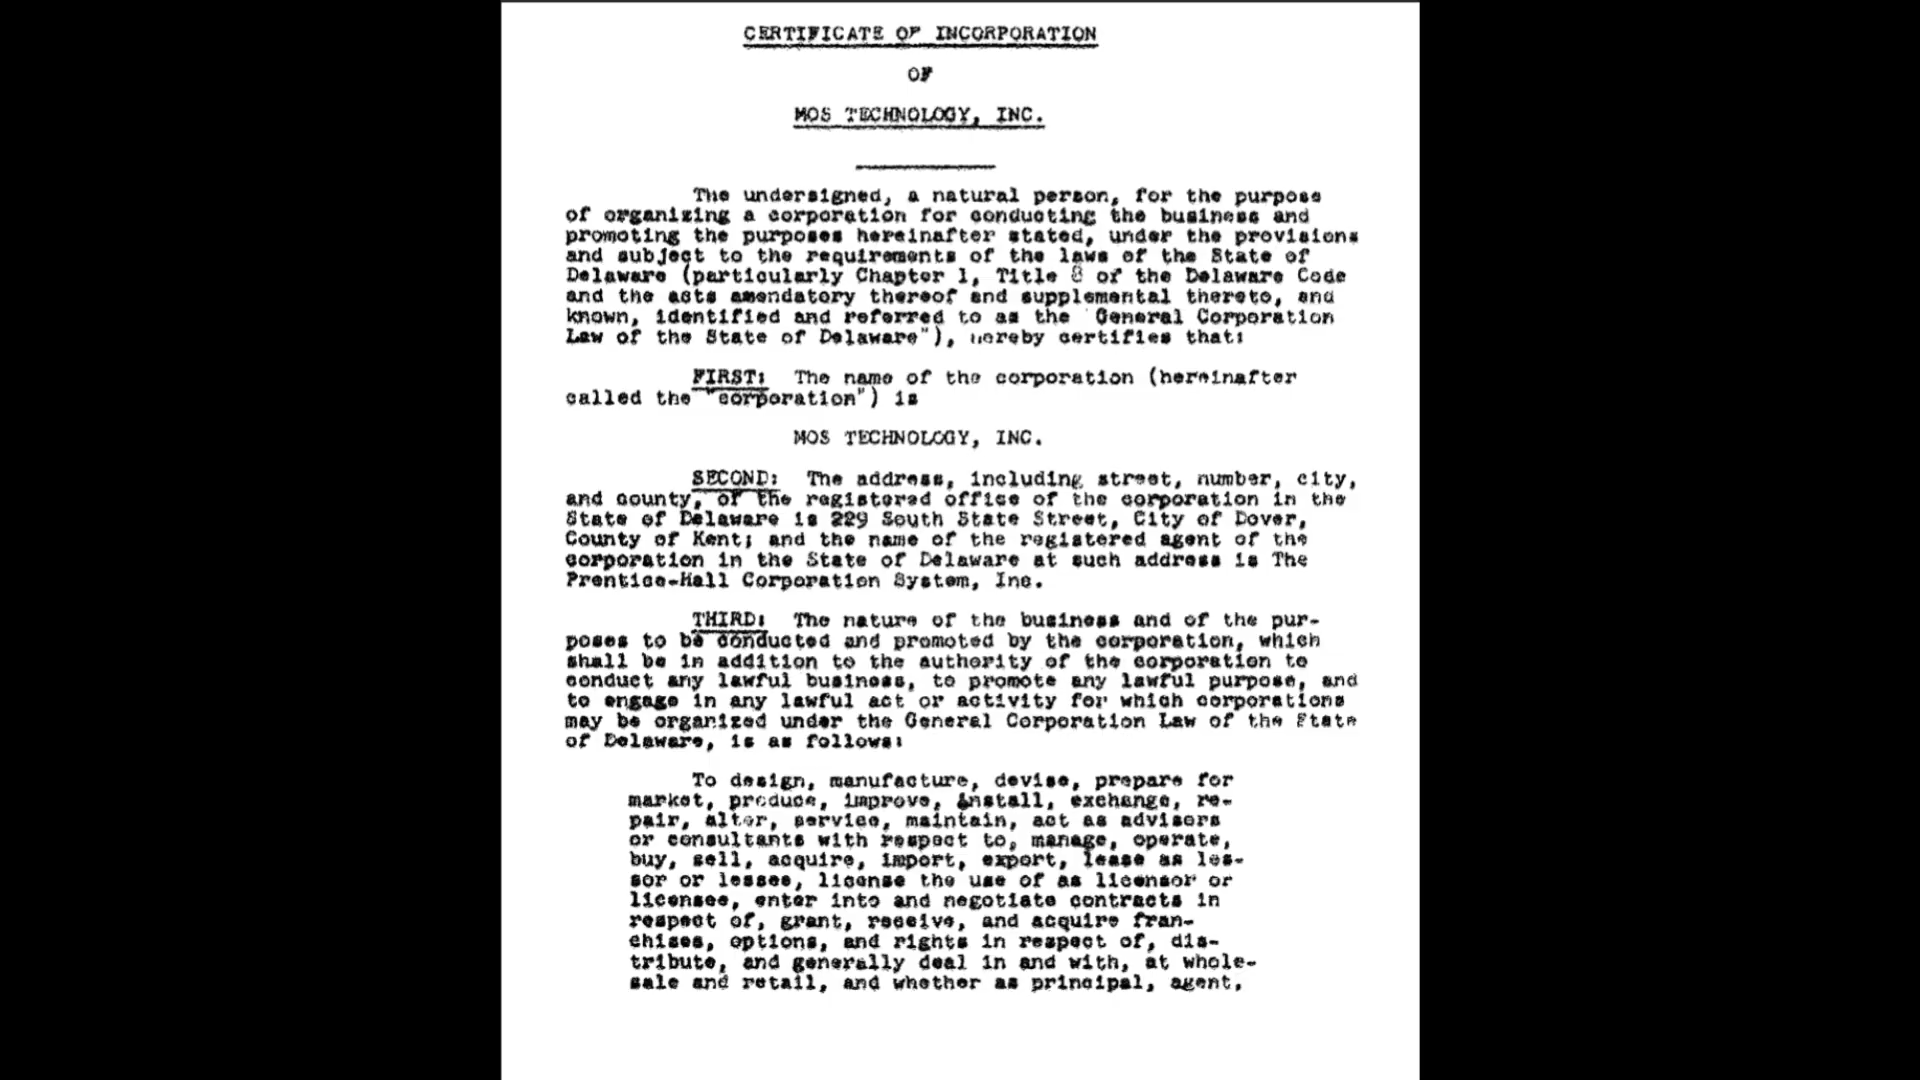 CERTIFICATE OF INCORPORATION
OF
MOS TECHNOLOGY, INC.
The undersigned, a natural person, for the purpose
of organizing a corporation for conducting the business and
promoting the purposes hereinafter stated, under the provisions
and subject to the requirements of the laws of the State of
Delaware (particularly Chapter 1, Title 8 of the Delaware Code
and the acts amendatory thereof and supplemental thereto, and
known, identified and referred to as the "General Corporation
Law of the State of Delaware"), hereby certifies that:
FIRST: The name of the corporation (hereinafter
called the "corporation") is
MOS TECHNOLOGY, INC.
SECOND: The address, including street, number, city,
and county, of the registered office of the corporation in the
State of Delaware is 229 South State Street, City of Dover,
County of Kent; and the name of the registered agent of the
corporation in the State of Delaware at such address is The
Prentice-Hall Corporation System, Inc.
THIRD: The nature of the business and of the pur-
poses to be conducted and promoted by the corporation, which
shall be in addition to the authority of the corporation to
conduct any lawful business, to promote any lawful purpose, and
to engage in any lawful act or activity for which corporations
may be organized under the General Corporation Law of the State
of Delaware, is as follows:
To design, manufacture, devise, prepare for
market, produce, improve, install, exchange, re-
pair, alter, service, maintain, act as advisors
or consultants with respect to, manage, operate,
buy, sell, acquire, import, export, lease as les-
sor or lessee, license the use of as licensor or
licensee, enter into and negotiate contracts in
respect of, grant, receive, and acquire fran-
chises, options, and rights in respect of, dis-
tribute, and generally deal in and with, at whole-
sale and retail, and whether as principal, agent,